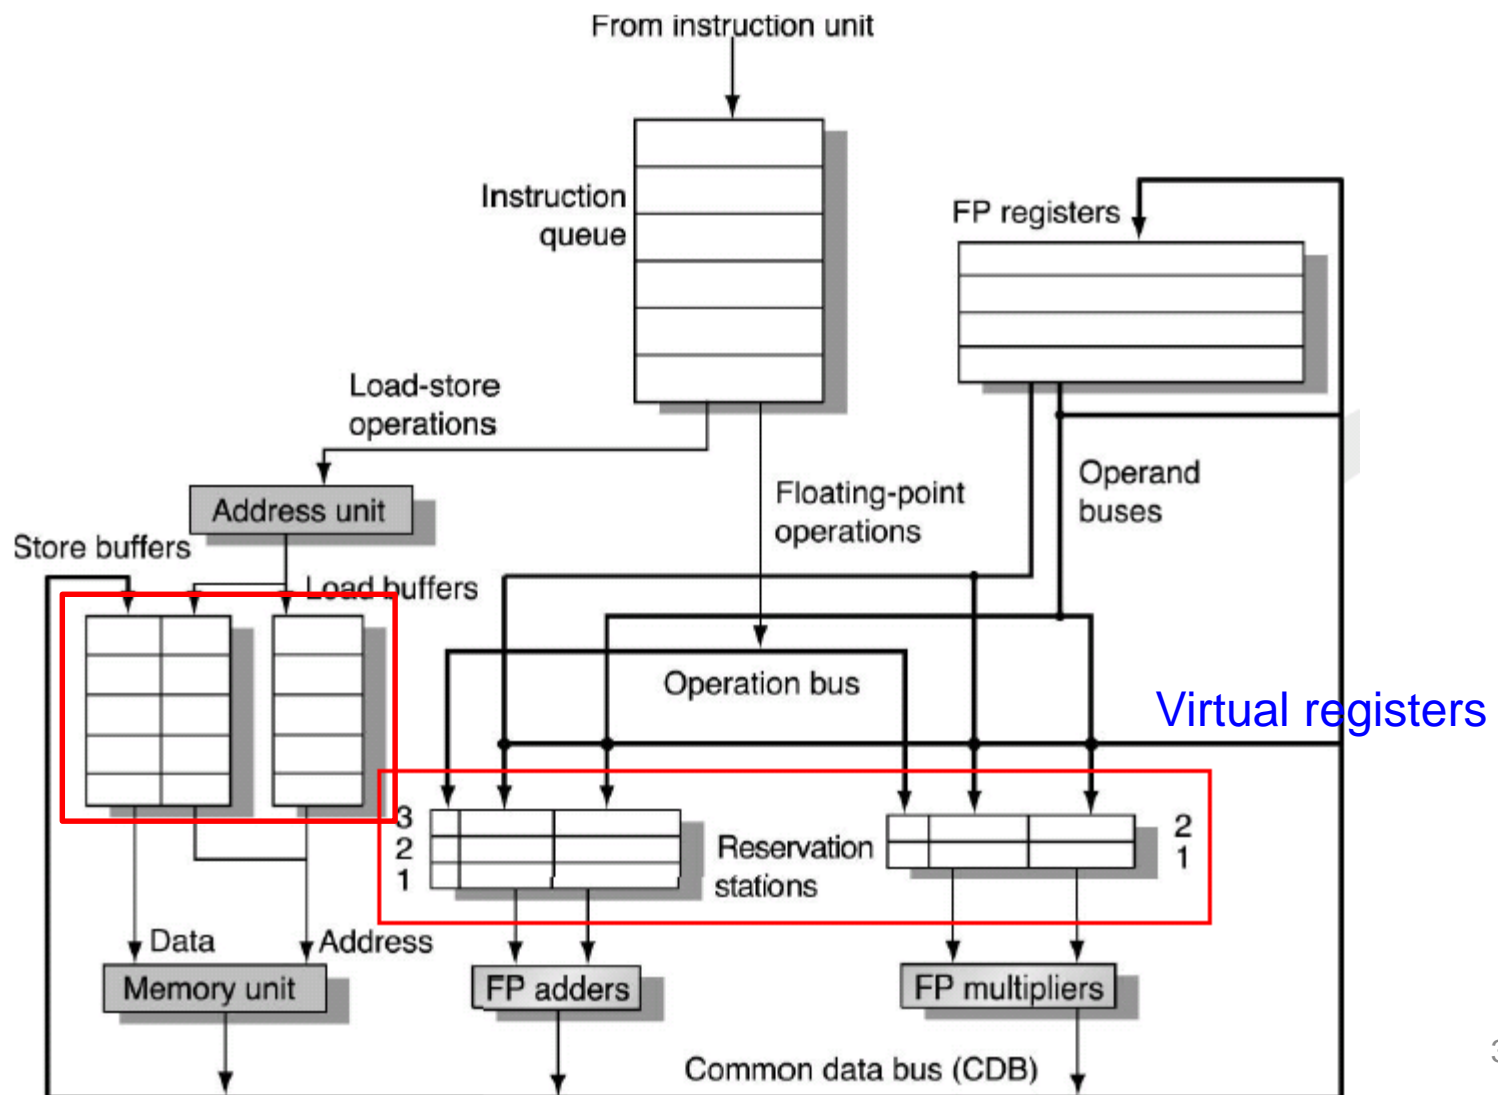 From instruction unit
Instruction
queue
FP registers
Load-store
operations
Operand
buses
Floating-point
operations
Address unit
Store buffers
Load buffers
Operation bus
Virtual registers
3
2
1
Reservation
stations
2
1
Data
Address
Memory unit
FP adders
FP multipliers
Common data bus (CDB)